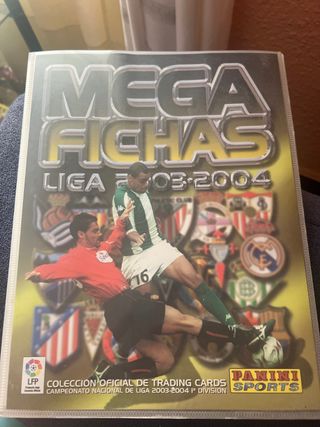 MEGA
FICHAS
LIGA 2003-2004
16
LFP
COLECCION OFICIAL DE TRADING CARDS
CAMPEONATO NACIONAL DE LIGA 2003-2004 1ª DIVISIÓN
PANINI
SPORTS